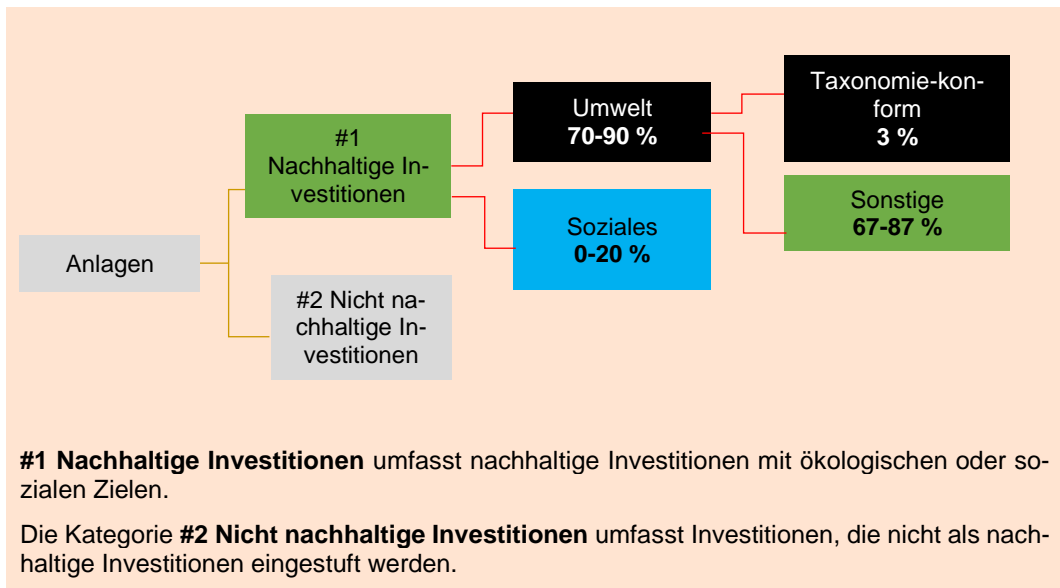 Anlagen
#1
Nachhaltige In-
vestitionen
#2 Nicht na-
chhaltige In-
vestitionen
Umwelt
70-90 %
Soziales
0-20 %
Taxonomie-kon-
form
3 %
Sonstige
67-87 %
#1 Nachhaltige Investitionen umfasst nachhaltige Investitionen mit ökologischen oder so-
zialen Zielen.
Die Kategorie #2 Nicht nachhaltige Investitionen umfasst Investitionen, die nicht als nach-
haltige Investitionen eingestuft werden.